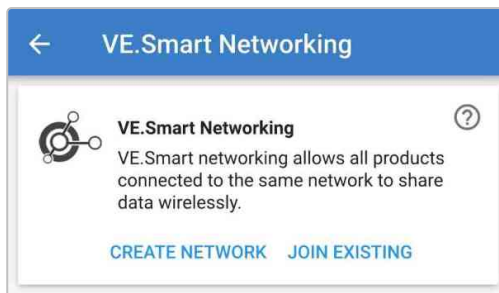 VE.Smart Networking
VE.Smart Networking
VE.Smart networking allows all products
connected to the same network to share
data wirelessly.
CREATE NETWORK JOIN EXISTING